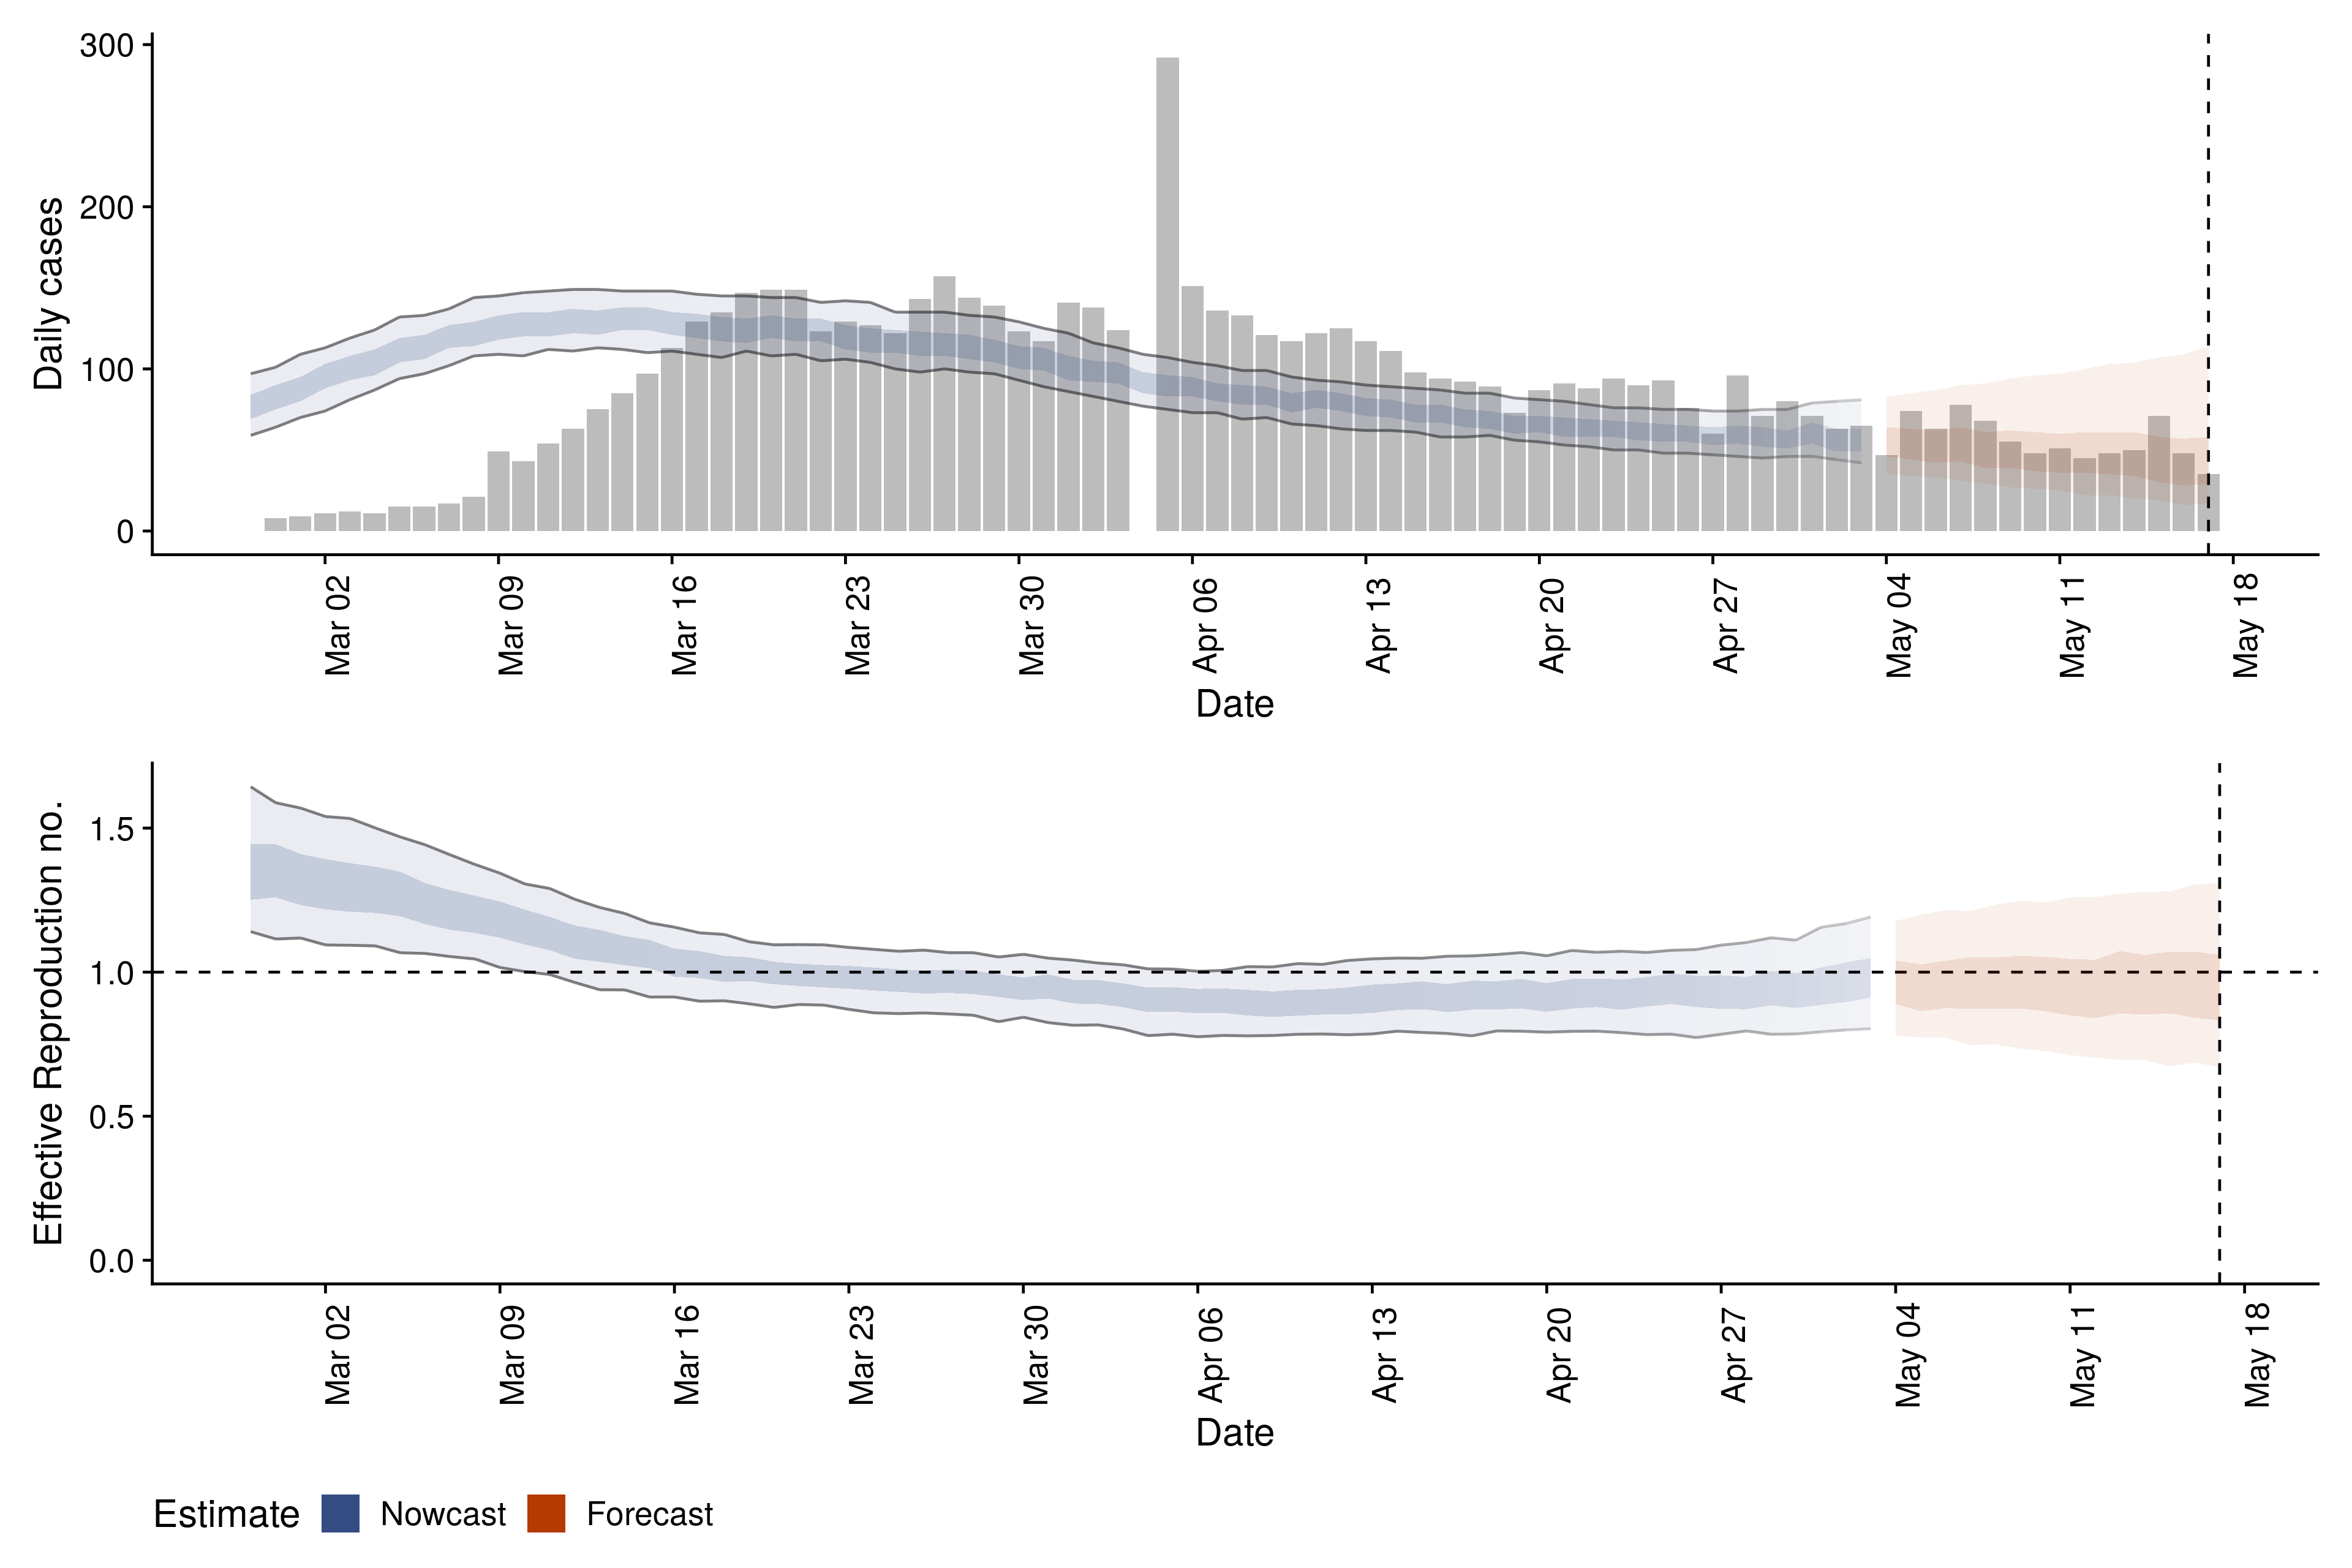 300
200
100
0
Daily cases
Mar 02
Mar 09
Mar 16
Mar 23
Mar 30
Apr 06
Apr 13
Apr 20
Apr 27
May 04
May 11
May 18
Date
1.5
1.0
0.5
0.0
Effective Reproduction no.
Mar 02
Mar 09
Mar 16
Mar 23
Mar 30
Apr 06
Apr 13
Apr 20
Apr 27
May 04
May 11
May 18
Date
Estimate Nowcast Forecast